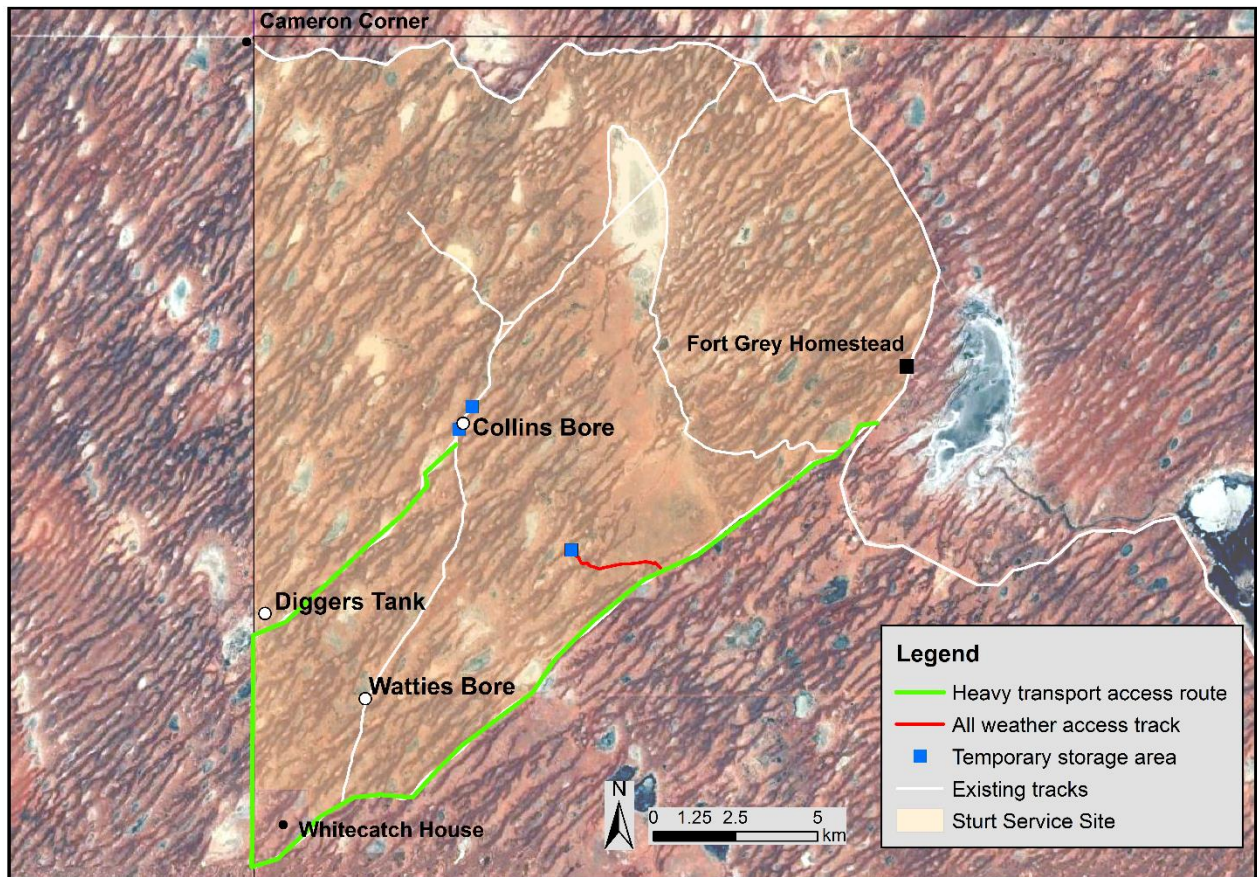 Cameron Corner
Fort Grey Homestead
Collins Bore
Diggers Tank
Watties Bore
Whitecatch House
N
0 1.25 2.5 5
km
Legend
Heavy transport access route
All weather access track
Temporary storage area
Existing tracks
Sturt Service Site